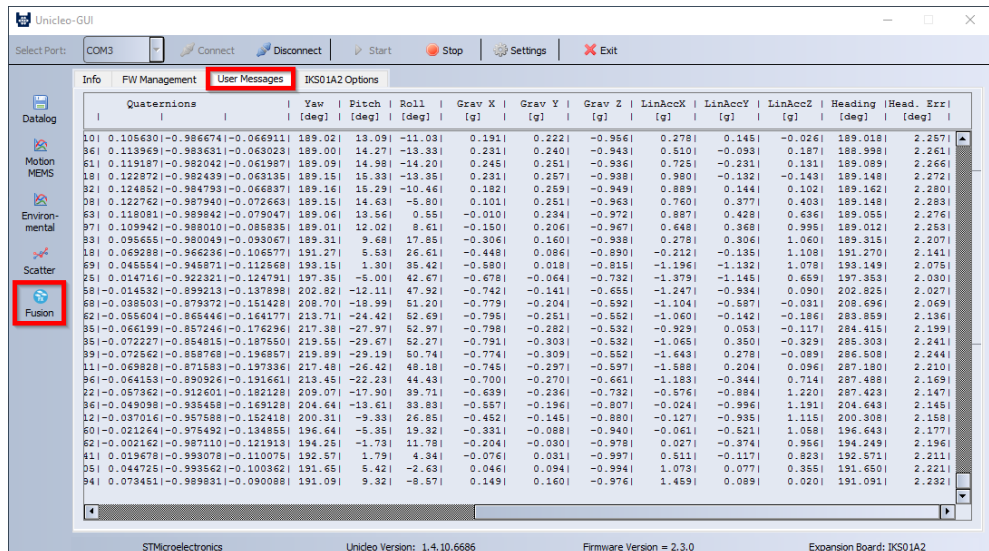 Unicleo-GUI
Select Port: COM3 Connect Disconnect Start Stop Settings Exit
Info FW Management User Messages IKS01A2 Options
Datalog
Motion MEMS
Environ-mental
Scatter
Fusion
Quaternions | Yaw | Pitch | Roll | Grav X | Grav Y | Grav Z | LinAccX | LinAccY | LinAccZ | Heading |Head. Err|
| | | | [deg] | [deg] | [deg] | [g] | [g] | [g] | [g] | [g] | [g] | [deg] | [deg] |
10| 0.105630|-0.986674|-0.066911| 189.02| 13.09| -11.03| 0.191| 0.222| -0.956| 0.278| 0.145| -0.026| 189.018| 2.257|
36| 0.113969|-0.983631|-0.063023| 189.00| 14.27| -13.33| 0.231| 0.240| -0.943| 0.510| -0.093| 0.187| 188.998| 2.261|
61| 0.119187|-0.982042|-0.061987| 189.09| 14.98| -14.20| 0.245| 0.251| -0.936| 0.725| -0.231| 0.131| 189.089| 2.266|
18| 0.122872|-0.982439|-0.063135| 189.15| 15.33| -13.35| 0.231| 0.257| -0.938| 0.980| -0.132| -0.143| 189.148| 2.272|
32| 0.124852|-0.984793|-0.066837| 189.16| 15.29| -10.46| 0.182| 0.259| -0.949| 0.889| 0.144| 0.102| 189.162| 2.280|
08| 0.122762|-0.987940|-0.072663| 189.15| 14.63| -5.80| 0.101| 0.251| -0.963| 0.760| 0.377| 0.403| 189.148| 2.283|
63| 0.118081|-0.989842|-0.079047| 189.06| 13.56| 0.55| -0.010| 0.234| -0.972| 0.887| 0.428| 0.636| 189.055| 2.276|
97| 0.109942|-0.988010|-0.085835| 189.01| 12.02| 8.61| -0.150| 0.206| -0.967| 0.648| 0.368| 0.995| 189.012| 2.253|
83| 0.095655|-0.980049|-0.093067| 189.31| 9.68| 17.85| -0.306| 0.160| -0.938| 0.278| 0.306| 1.060| 189.315| 2.207|
18| 0.069288|-0.966236|-0.106577| 191.27| 5.53| 26.61| -0.448| 0.086| -0.890| -0.212| -0.135| 1.108| 191.270| 2.141|
69| 0.045554|-0.945871|-0.112568| 193.15| 1.30| 35.42| -0.580| 0.018| -0.815| -1.196| -1.132| 1.078| 193.149| 2.075|
25| 0.014716|-0.922321|-0.124791| 197.35| -5.00| 42.67| -0.678| -0.064| -0.732| -1.379| -1.145| 0.659| 197.353| 2.030|
58|-0.014532|-0.899213|-0.137898| 202.82| -12.11| 47.92| -0.742| -0.141| -0.655| -1.247| -0.934| 0.090| 202.825| 2.027|
68|-0.038503|-0.879372|-0.151428| 208.70| -18.99| 51.20| -0.779| -0.204| -0.592| -1.104| -0.587| -0.031| 208.696| 2.069|
62|-0.055604|-0.865446|-0.164177| 213.71| -24.42| 52.69| -0.795| -0.251| -0.552| -1.060| -0.142| -0.186| 283.859| 2.136|
35|-0.066199|-0.857246|-0.176296| 217.38| -27.97| 52.97| -0.798| -0.282| -0.532| -0.929| 0.053| -0.117| 284.415| 2.199|
35|-0.072227|-0.854815|-0.187550| 219.55| -29.67| 52.27| -0.791| -0.303| -0.532| -1.065| 0.350| -0.329| 285.303| 2.241|
39|-0.072562|-0.858768|-0.196857| 219.89| -29.19| 50.74| -0.774| -0.309| -0.552| -1.643| 0.278| -0.089| 286.508| 2.244|
11|-0.069828|-0.871583|-0.197336| 217.48| -26.42| 48.18| -0.745| -0.297| -0.597| -1.588| 0.204| 0.096| 287.180| 2.210|
96|-0.064153|-0.890926|-0.191661| 213.45| -22.23| 44.43| -0.700| -0.270| -0.661| -1.183| -0.344| 0.714| 287.488| 2.169|
22|-0.057362|-0.912601|-0.182128| 209.07| -17.90| 39.71| -0.639| -0.236| -0.732| -0.576| -0.884| 1.220| 287.423| 2.147|
36|-0.049098|-0.935458|-0.169128| 204.64| -13.61| 33.83| -0.557| -0.196| -0.807| -0.024| -0.996| 1.191| 204.643| 2.145|
12|-0.037016|-0.957588|-0.152418| 200.31| -9.33| 26.85| -0.452| -0.145| -0.880| -0.127| -0.935| 1.115| 200.308| 2.158|
60|-0.021264|-0.975492|-0.134855| 196.64| -5.35| 19.32| -0.331| -0.088| -0.940| -0.061| -0.521| 1.058| 196.643| 2.177|
62|-0.002162|-0.987110|-0.121913| 194.25| -1.73| 11.78| -0.204| -0.030| -0.978| 0.027| -0.374| 0.956| 194.249| 2.196|
41| 0.019678|-0.993078|-0.110075| 192.57| 1.79| 4.34| -0.076| 0.031| -0.997| 0.511| -0.117| 0.823| 192.571| 2.211|
05| 0.044725|-0.993562|-0.100362| 191.65| 5.42| -2.63| 0.046| 0.094| -0.994| 1.073| 0.077| 0.355| 191.650| 2.221|
94| 0.073451|-0.989831|-0.090088| 191.09| 9.32| -8.57| 0.149| 0.160| -0.976| 1.459| 0.089| 0.020| 191.091| 2.232|
STMicroelectronics Unicleo Version: 1.4.10.6686 Firmware Version = 2.3.0 Expansion Board: IKS01A2